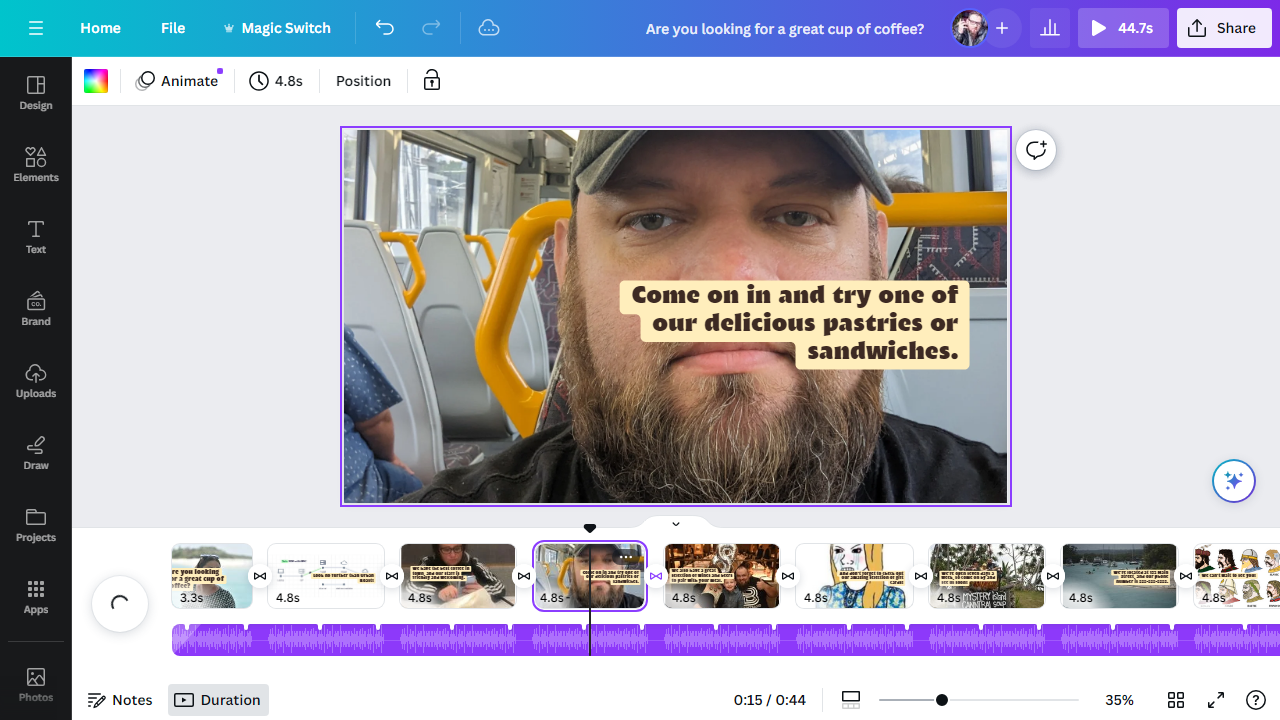 Home
File
Magic Switch
Are you looking for a great cup of coffee?
44.7s
Share
Animate
4.8s
Position
Design
Elements
Text
CO.
Brand
Uploads
Draw
Projects
Apps
Photos
Come on in and try one of
our delicious pastries or
sandwiches.
3.3s
4.8s
4.8s
4.8s
4.8s
4.8s
4.8s
4.8s
4.8s
Notes
Duration
0:15 / 0:44
35%